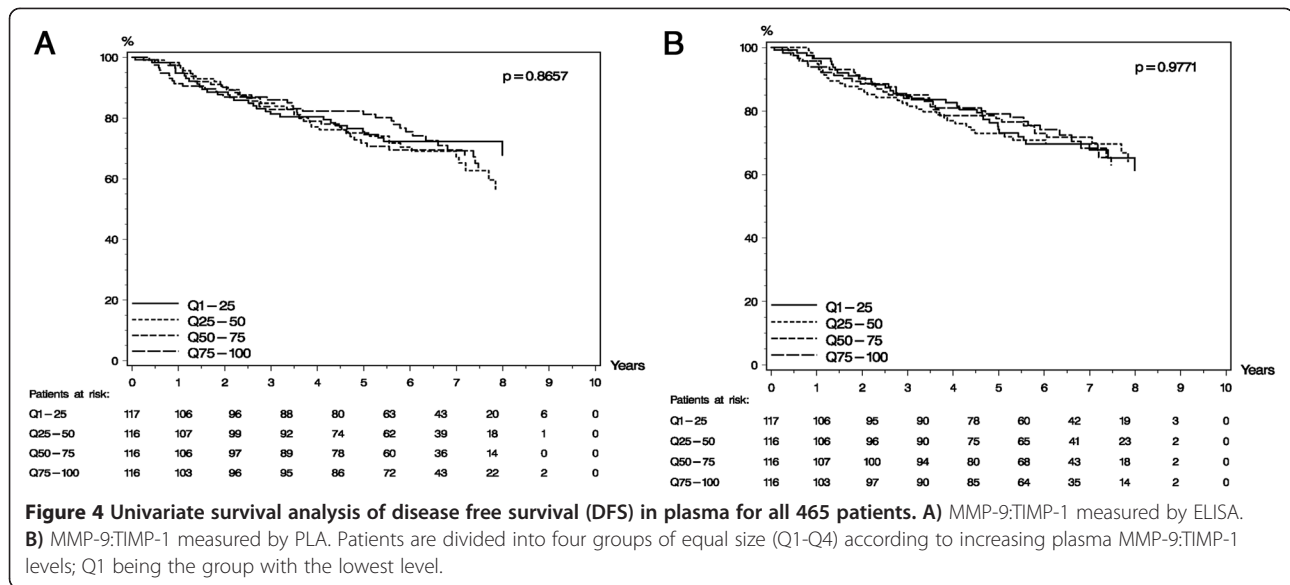 A
%
p=0.8657
100
80
60
40
20
0
Q1−25
Q25−50
Q50−75
Q75−100
Years
0 1 2 3 4 5 6 7 8 9 10
Patients at risk:
Q1−25 117 106 96 88 80 63 43 20 6 0
Q25−50 116 107 99 92 74 62 39 18 1 0
Q50−75 116 106 97 89 78 60 36 14 0 0
Q75−100 116 103 96 95 86 72 43 22 2 0
B
%
p=0.9771
100
80
60
40
20
0
Q1−25
Q25−50
Q50−75
Q75−100
Years
0 1 2 3 4 5 6 7 8 9 10
Patients at risk:
Q1−25 117 106 95 90 78 60 42 19 3 0
Q25−50 116 106 96 90 75 65 41 23 2 0
Q50−75 116 107 100 94 80 68 43 18 2 0
Q75−100 116 103 97 90 85 64 35 14 2 0
Figure 4 Univariate survival analysis of disease free survival (DFS) in plasma for all 465 patients. A) MMP-9:TIMP-1 measured by ELISA.
B) MMP-9:TIMP-1 measured by PLA. Patients are divided into four groups of equal size (Q1-Q4) according to increasing plasma MMP-9:TIMP-1
levels; Q1 being the group with the lowest level.